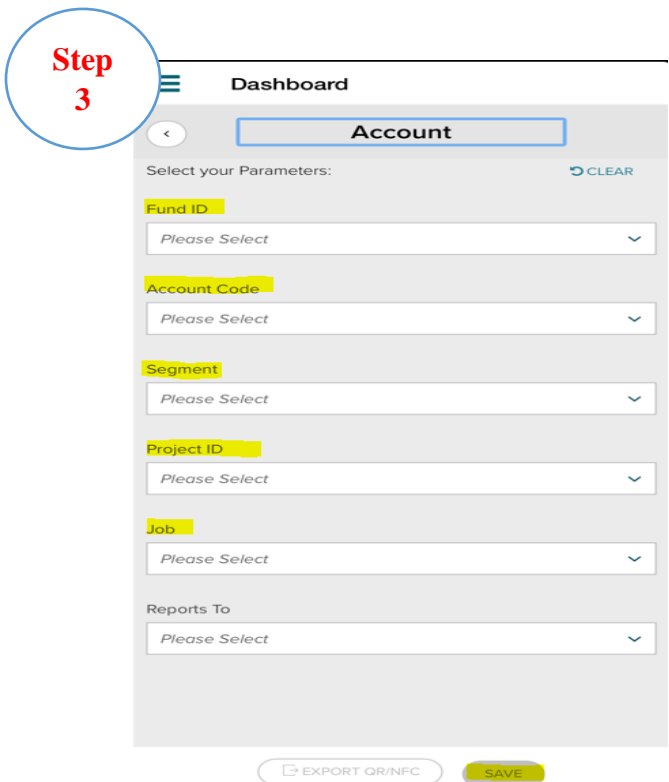 Step
3
Dashboard
Account
Select your Parameters: CLEAR
Fund ID
Please Select
Account Code
Please Select
Segment
Please Select
Project ID
Please Select
Job
Please Select
Reports To
Please Select
EXPORT QR/NFC SAVE